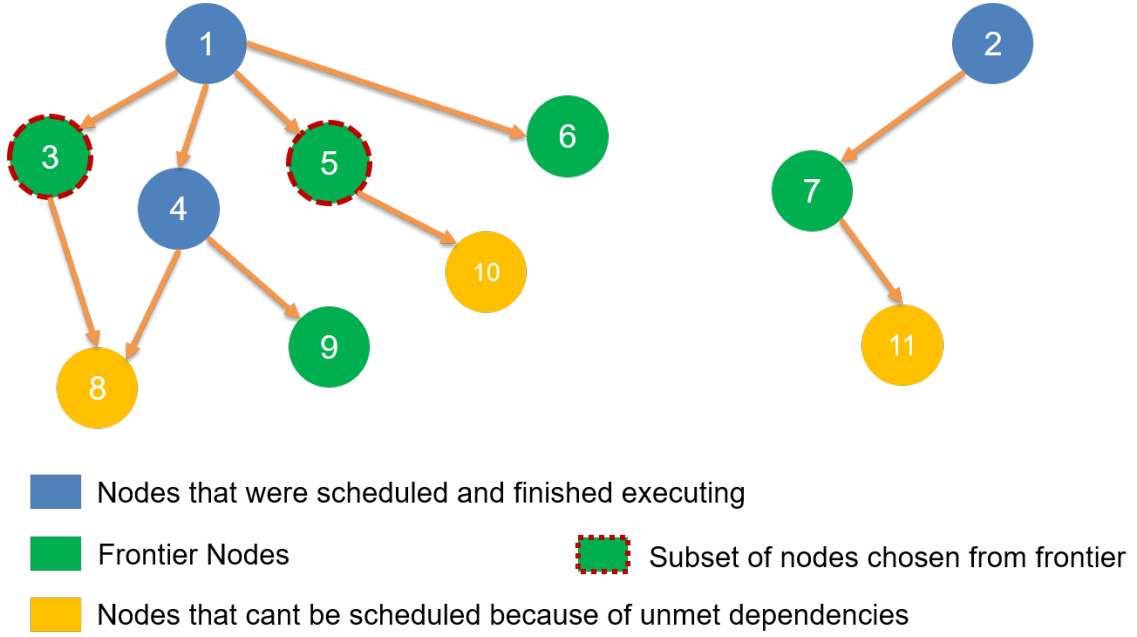 1
2
3
4
5
6
7
8
9
10
11
Nodes that were scheduled and finished executing
Frontier Nodes
Subset of nodes chosen from frontier
Nodes that cant be scheduled because of unmet dependencies